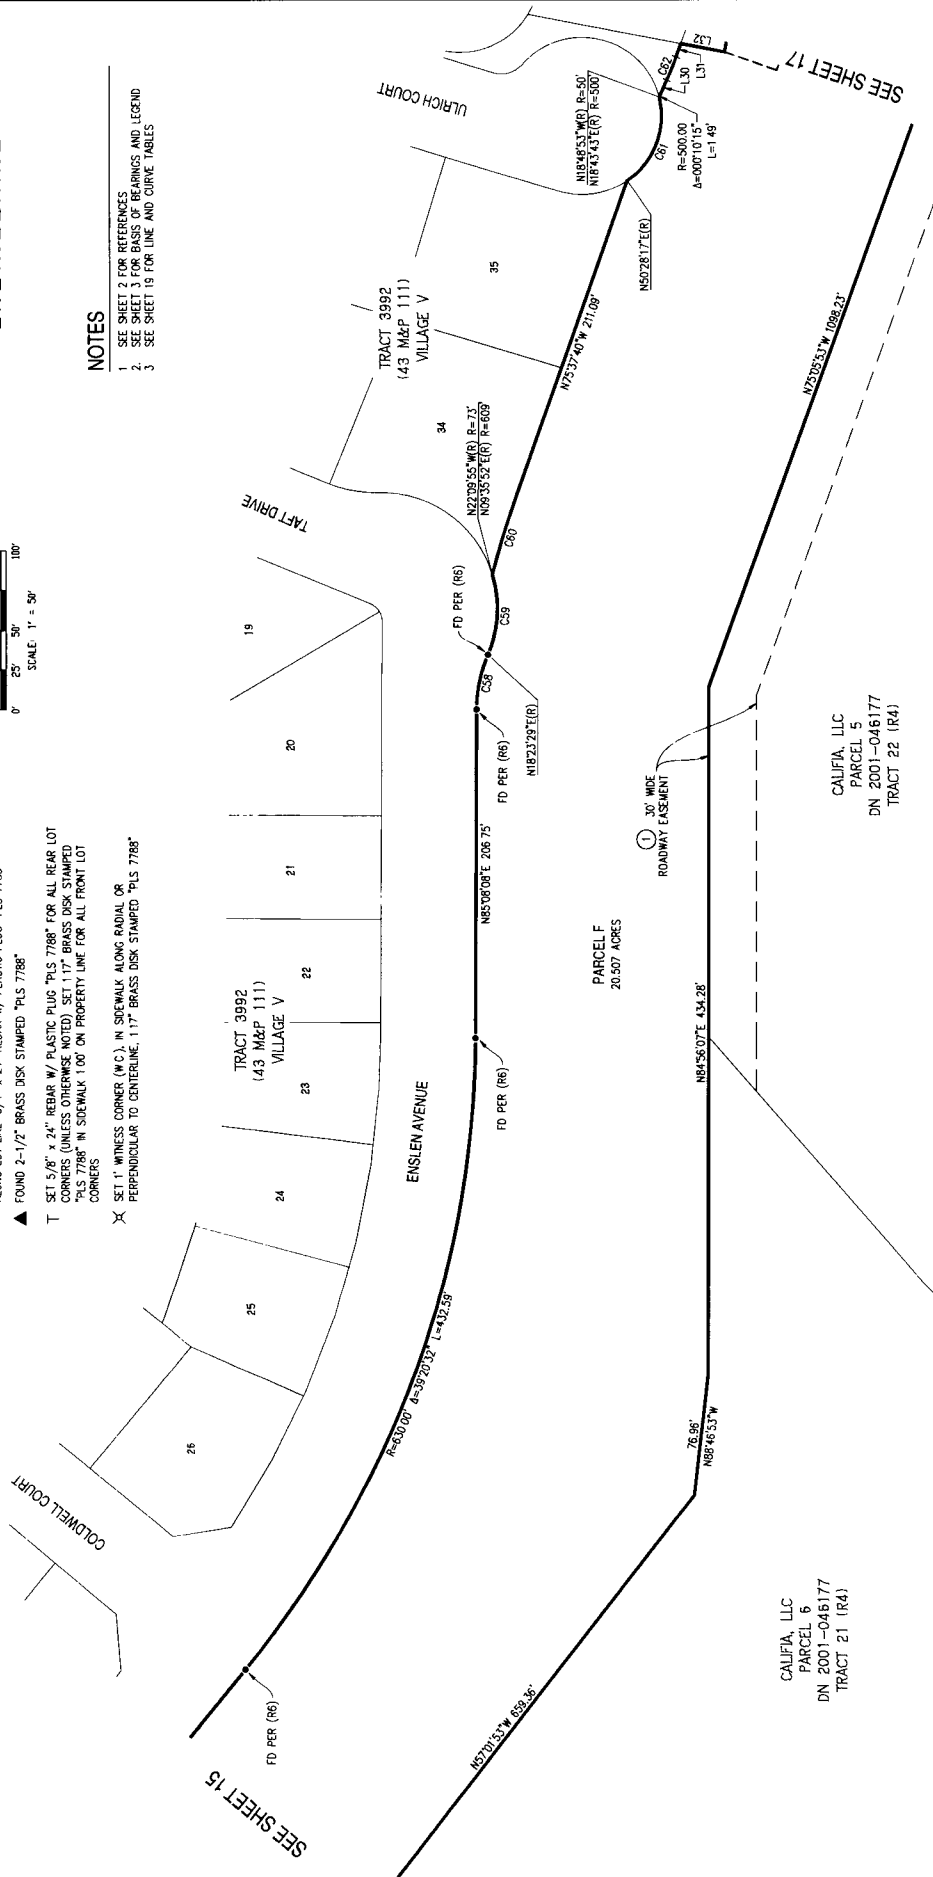 ▲ FOUND 2-1/2" BRASS DISK STAMPED "PLS 7788"
T SET 5/8" x 24" REBAR W/ PLASTIC PLUG "PLS 7788" FOR ALL REAR LOT
CORNERS (UNLESS OTHERWISE NOTED) SET 1 17" BRASS DISK STAMPED
"PLS 7788" IN SIDEWALK 1 00' ON PROPERTY LINE FOR ALL FRONT LOT
CORNERS
SET 1' WITNESS CORNER (W C), IN SIDEWALK ALONG RADIAL OR
PERPENDICULAR TO CENTERLINE, 1 17" BRASS DISK STAMPED "PLS 7788"
0' 25' 50' 100'
SCALE: 1" = 50'
NOTES
1 SEE SHEET 2 FOR REFERENCES
2. SEE SHEET 3 FOR BASIS OF BEARINGS AND LEGEND
3 SEE SHEET 19 FOR LINE AND CURVE TABLES
COLDWELL COURT
26
25
24
23
22
21
20
19
TRACT 3992
(43 M&P 111)
VILLAGE V
ENSLEN AVENUE
TAFT DRIVE
34
35
TRACT 3992
(43 M&P 111)
VILLAGE V
ULRICH COURT
SEE SHEET 15
FD PER (R6)
R=630.00' Δ=39°20'32" L=432.59'
FD PER (R6)
N85°08'08"E 206 75'
FD PER (R6)
C58
FD PER (R6)
N18°23'29"E(R)
C59
N22°09'55"W(R) R=73'
N09°35'52"E(R) R=609'
C60
N75°37'40"W 211.09'
N50°28'17"E(R)
C61
N18°48'53"W(R) R=50'
N18°43'43"E(R) R=500'
R=500.00
Δ=000°10'15"
L=1 49'
C62
L30
L31
L32
SEE SHEET 17
N57°01'53"W 659.36'
76.96'
N88°46'53"W
N84°56'07"E 434.28'
N75°05'53"W 1098.23'
PARCEL F
20.507 ACRES
1 30' WIDE
ROADWAY EASEMENT
CALIFIA, LLC
PARCEL 6
DN 2001-046177
TRACT 21 (R4)
CALIFIA, LLC
PARCEL 5
DN 2001-046177
TRACT 22 (R4)